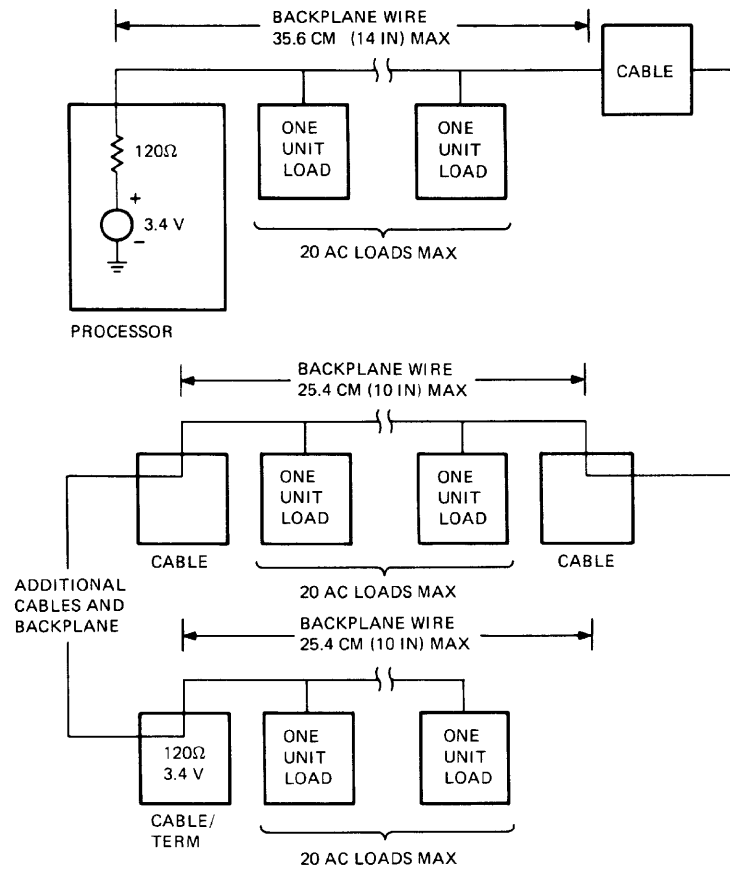 BACKPLANE WIRE
35.6 CM (14 IN) MAX
CABLE
120Ω
+
3.4 V
−
PROCESSOR
ONE
UNIT
LOAD
ONE
UNIT
LOAD
20 AC LOADS MAX
BACKPLANE WIRE
25.4 CM (10 IN) MAX
CABLE
ONE
UNIT
LOAD
ONE
UNIT
LOAD
CABLE
20 AC LOADS MAX
ADDITIONAL
CABLES AND
BACKPLANE
BACKPLANE WIRE
25.4 CM (10 IN) MAX
120Ω
3.4 V
CABLE/
TERM
ONE
UNIT
LOAD
ONE
UNIT
LOAD
20 AC LOADS MAX